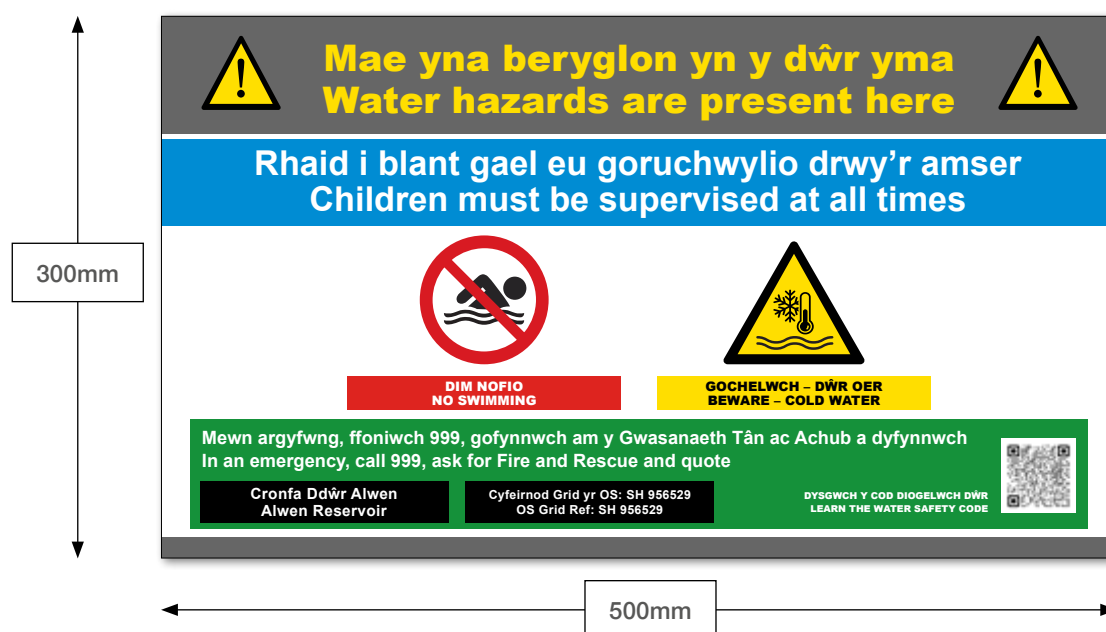 Mae yna beryglon yn y dŵr yma
Water hazards are present here
Rhaid i blant gael eu goruchwylio drwy’r amser
Children must be supervised at all times
300mm
DIM NOFIO
NO SWIMMING
GOCHELWCH – DŴR OER
BEWARE – COLD WATER
Mewn argyfwng, ffoniwch 999, gofynnwch am y Gwasanaeth Tân ac Achub a dyfynnwch
In an emergency, call 999, ask for Fire and Rescue and quote
Cronfa Ddŵr Alwen
Alwen Reservoir
Cyfeirnod Grid yr OS: SH 956529
OS Grid Ref: SH 956529
DYSGWCH Y COD DIOGELWCH DŴR
LEARN THE WATER SAFETY CODE
500mm